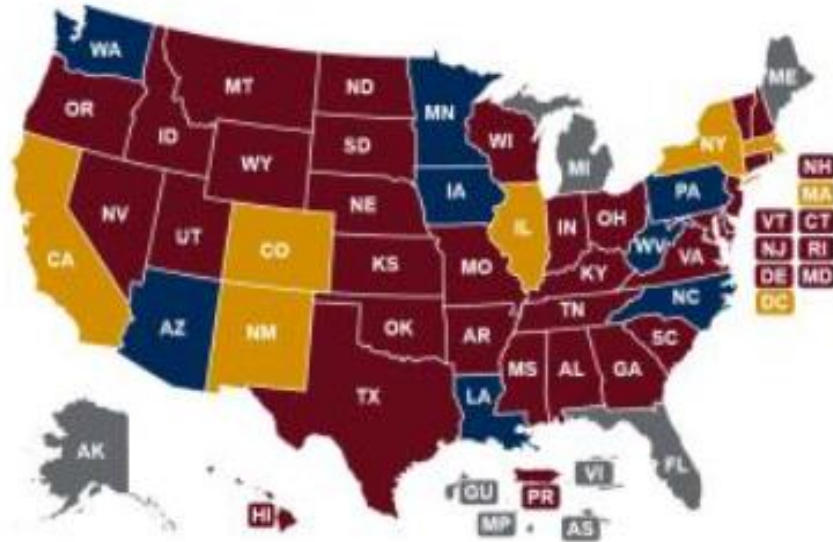 WA
MT
ND
MN
ME
OR
ID
SD
WI
MI
NY
WY
IA
PA
NH
MA
NV
UT
NE
IL
IN
OH
VT CT
CA
CO
KS
MO
KY
WV
VA
NJ RI
DE MD
DC
AZ
NM
OK
AR
TN
NC
SC
TX
LA
MS
AL
GA
AK
FL
HI
GU
PR
VI
MP
AS